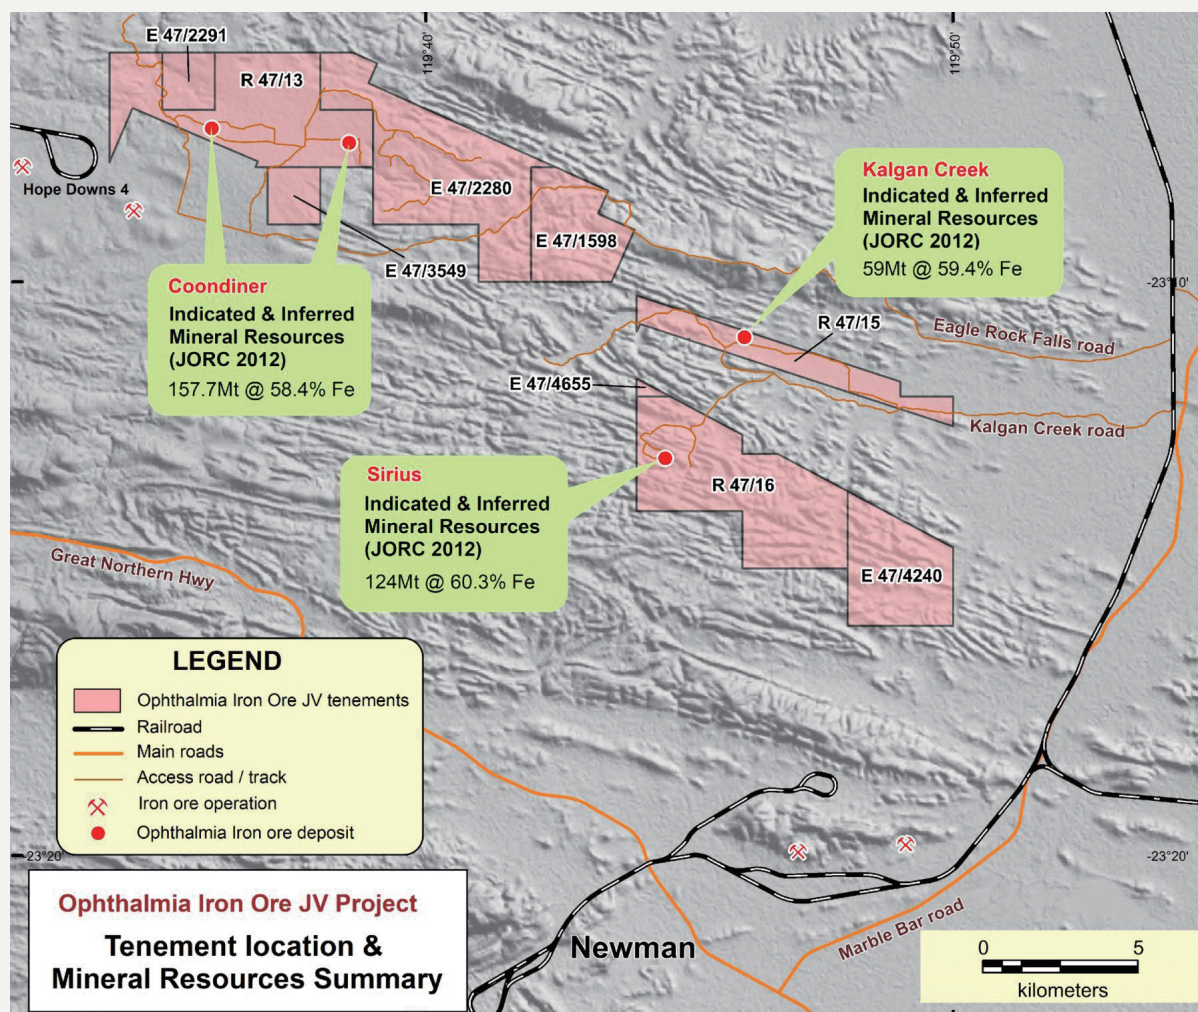 E 47/2291
R 47/13
119°40'
119°50'
Hope Downs 4
E 47/2280
E 47/1598
E 47/3549
Kalgan Creek
Indicated & Inferred
Mineral Resources
(JORC 2012)
59Mt @ 59.4% Fe
Coondiner
Indicated & Inferred
Mineral Resources
(JORC 2012)
157.7Mt @ 58.4% Fe
-23°10'
R 47/15
Eagle Rock Falls road
E 47/4655
Kalgan Creek road
Sirius
Indicated & Inferred
Mineral Resources
(JORC 2012)
124Mt @ 60.3% Fe
R 47/16
E 47/4240
Great Northern Hwy
LEGEND
Ophthalmia Iron Ore JV tenements
Railroad
Main roads
Access road / track
Iron ore operation
Ophthalmia Iron ore deposit
-23°20'
-23°20'
Ophthalmia Iron Ore JV Project
Tenement location &
Mineral Resources Summary
Newman
Marble Bar road
0 5
kilometers